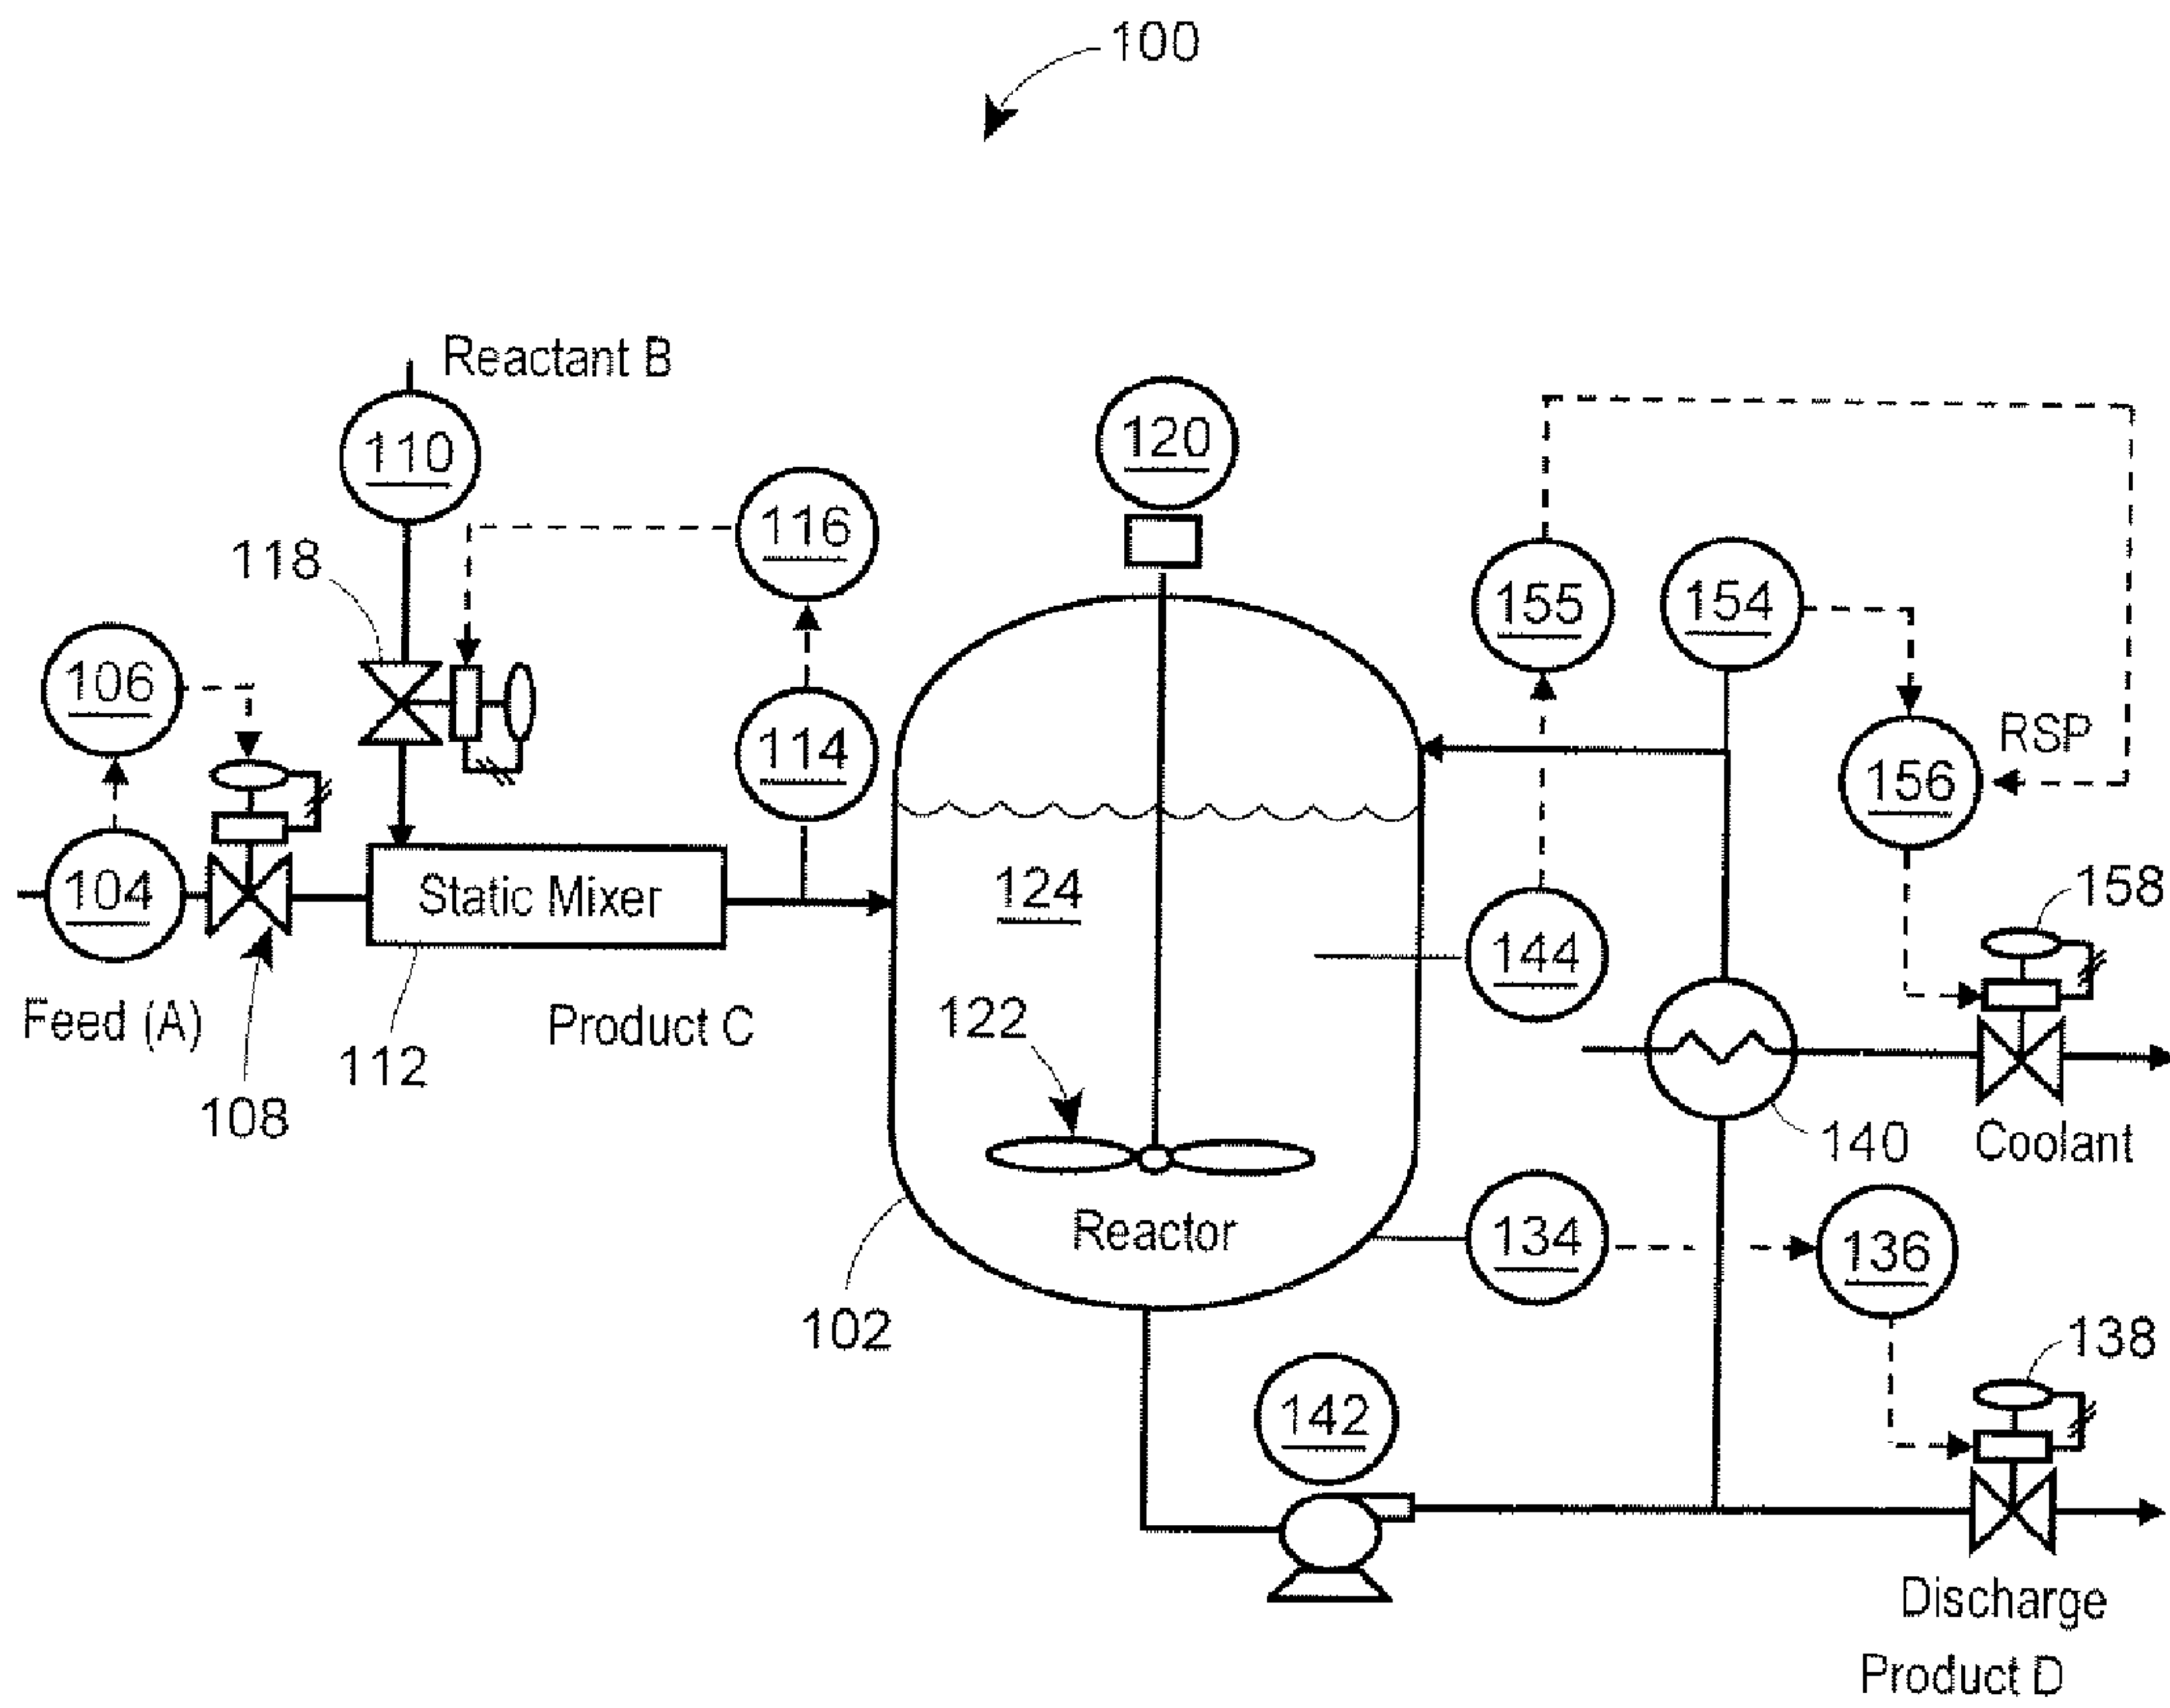 100
Reactant B
110
120
116
118
155
154
106
114
RSP
156
104
Static Mixer
124
158
144
Feed (A)
Product C
122
112
108
140
Coolant
134
136
Reactor
102
138
142
Discharge
Product D